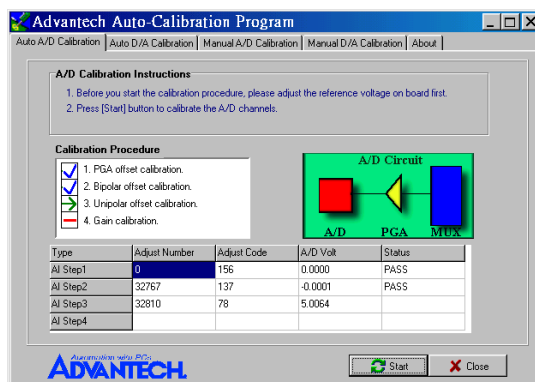 Advantech Auto-Calibration Program
Auto A/D Calibration Auto D/A Calibration Manual A/D Calibration Manual D/A Calibration About
A/D Calibration Instructions
1. Before you start the calibration procedure, please adjust the reference voltage on board first.
2. Press [Start] button to calibrate the A/D channels.
Calibration Procedure
1. PGA offset calibration.
2. Bipolar offset calibration.
3. Unipolar offset calibration.
4. Gain calibration.
A/D Circuit
A/D PGA MUX
Type Adjust Number Adjust Code A/D Volt Status
AI Step1 0 156 0.0000 PASS
AI Step2 32767 137 -0.0001 PASS
AI Step3 32810 78 5.0064
AI Step4
Automation with PCs
ADVANTECH.
Start Close